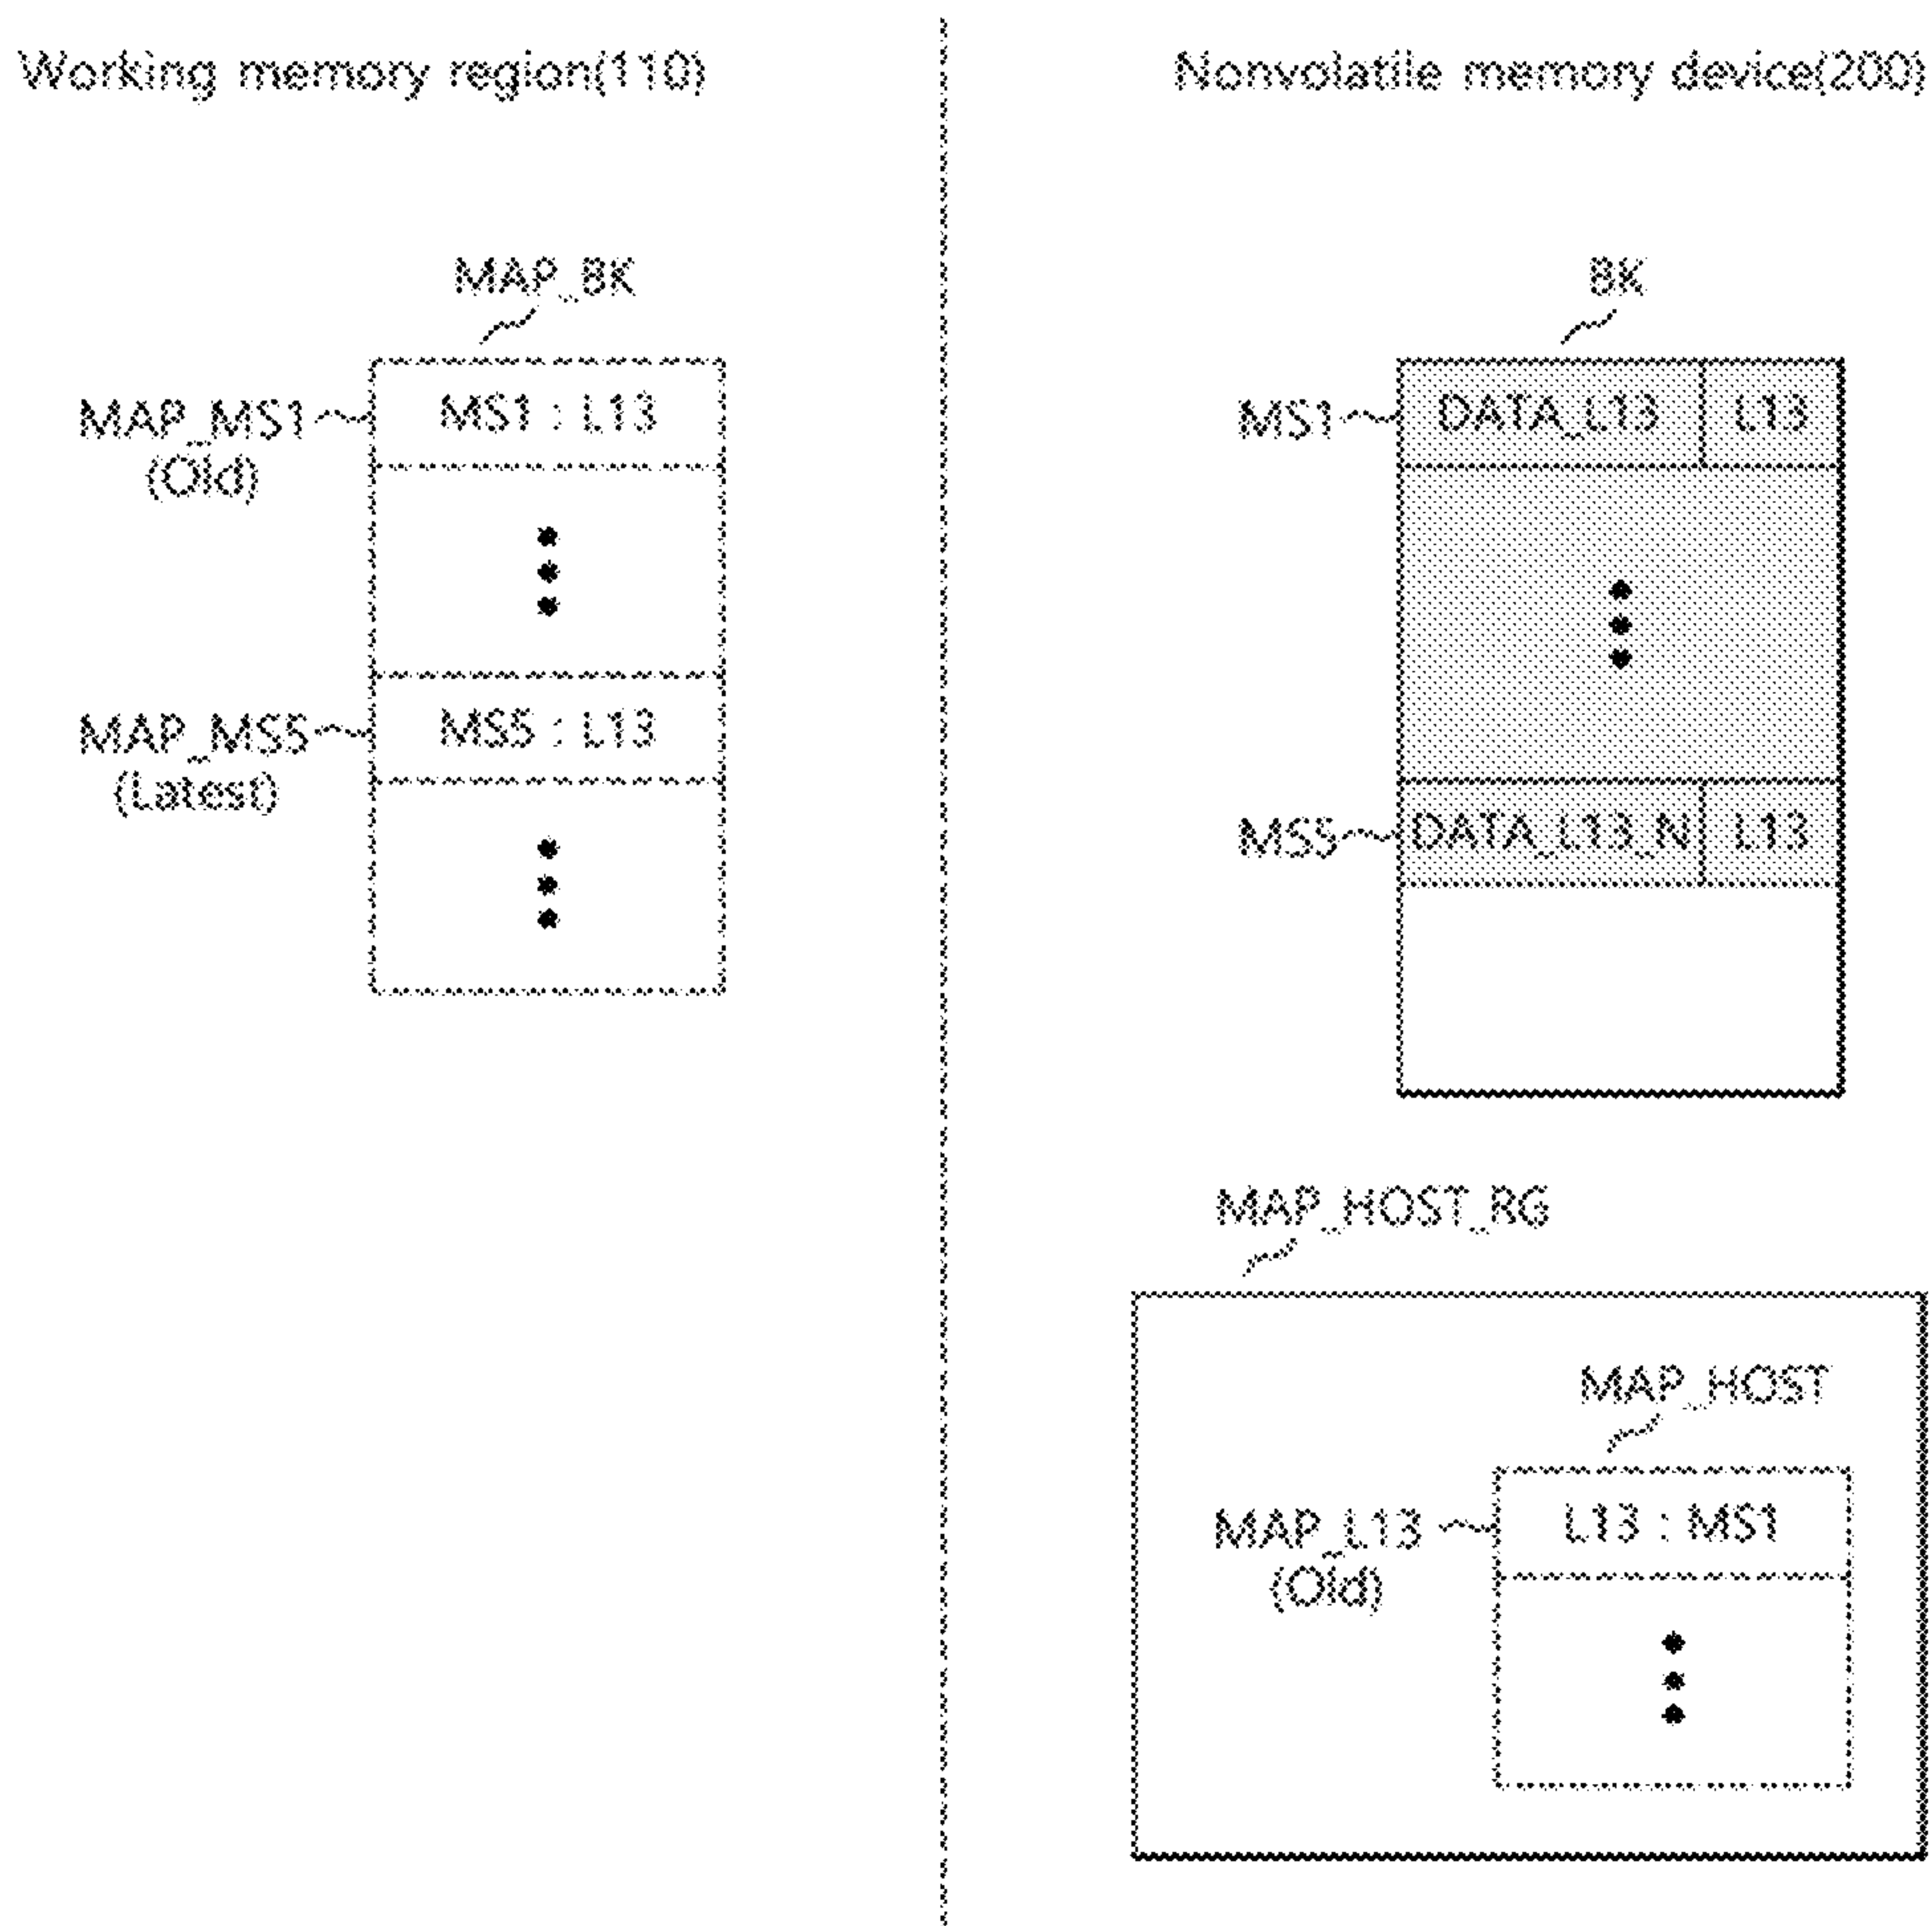 Working memory region(110)
MAP_BK
MAP_MS1
(Old)
MS1 : L13
MAP_MS5
(Latest)
MS5 : L13
Nonvolatile memory device(200)
BK
MS1
DATA_L13
L13
MS5
DATA_L13_N
L13
MAP_HOST_RG
MAP_HOST
MAP_L13
(Old)
L13 : MS1